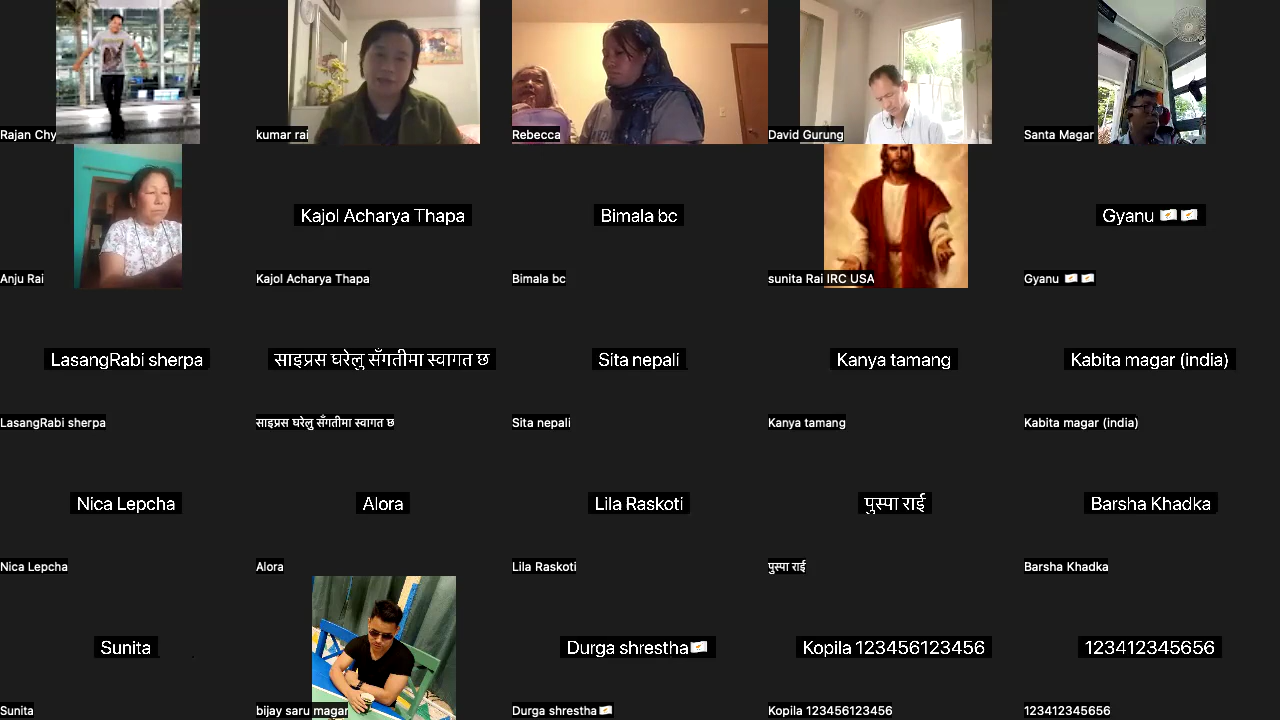 Rajan Chy
kumar rai
Rebecca
David Gurung
Santa Magar
Kajol Acharya Thapa
Bimala bc
Gyanu 🇨🇾🇨🇾
Anju Rai
Kajol Acharya Thapa
Bimala bc
sunita Rai IRC USA
Gyanu 🇨🇾🇨🇾
LasangRabi sherpa
साइप्रस घरेलु सँगतीमा स्वागत छ
Sita nepali
Kanya tamang
Kabita magar (india)
LasangRabi sherpa
साइप्रस घरेलु सँगतीमा स्वागत छ
Sita nepali
Kanya tamang
Kabita magar (india)
Nica Lepcha
Alora
Lila Raskoti
पुस्पा राई
Barsha Khadka
Nica Lepcha
Alora
Lila Raskoti
पुस्पा राई
Barsha Khadka
Sunita
Durga shrestha🇨🇾
Kopila 123456123456
123412345656
Sunita
bijay saru magar
Durga shrestha🇨🇾
Kopila 123456123456
123412345656